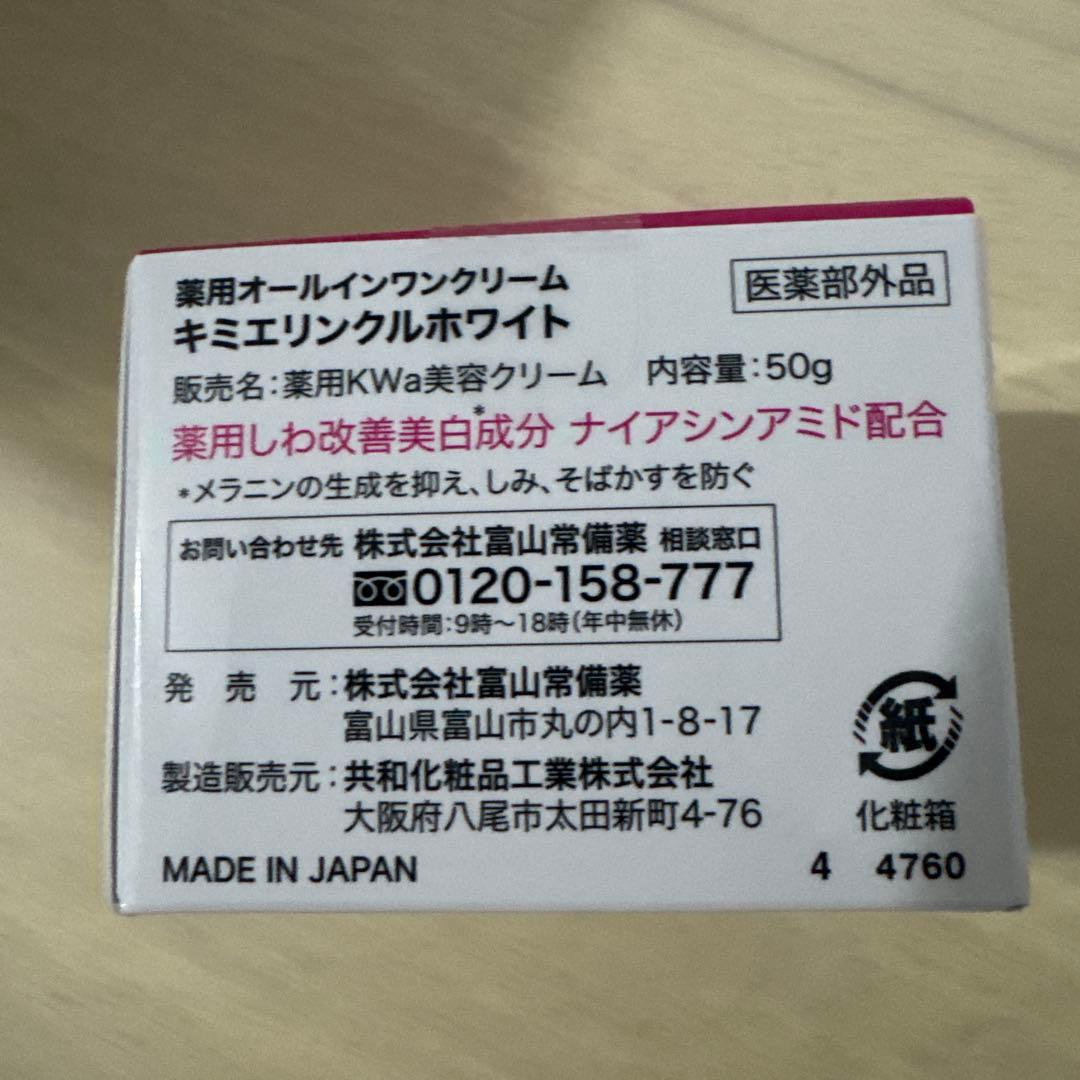 薬用オールインワンクリーム
キミエリンクルホワイト
医薬部外品
販売名:薬用KWa美容クリーム 内容量:50g
薬用しわ改善美白*成分 ナイアシンアミド配合
*メラニンの生成を抑え、しみ、そばかすを防ぐ
お問い合わせ先 株式会社富山常備薬 相談窓口
0120-158-777
受付時間:9時〜18時(年中無休)
発売元:株式会社富山常備薬
富山県富山市丸の内1-8-17
製造販売元:共和化粧品工業株式会社
大阪府八尾市太田新町4-76
紙
化粧箱
MADE IN JAPAN
4 4760